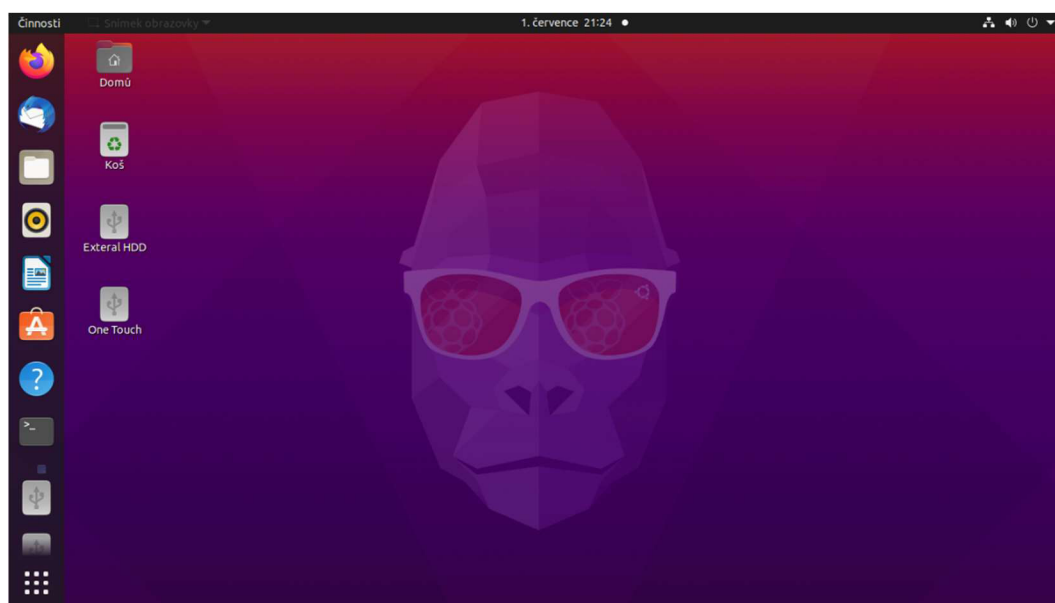 Činnosti
Snímek obrazovky
1. července 21:24
Domů
Koš
Exteral HDD
One Touch